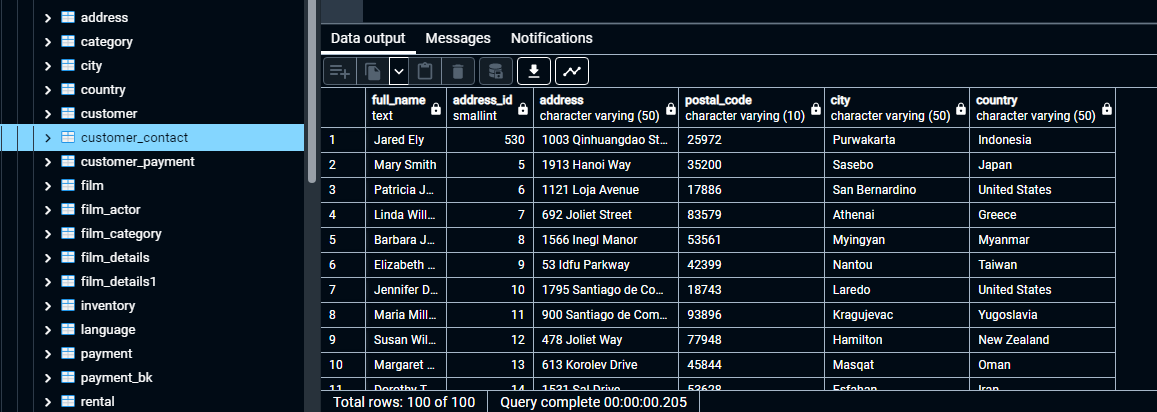 address
category
city
country
customer
customer_contact
customer_payment
film
film_actor
film_category
film_details
film_details1
inventory
language
payment
payment_bk
rental
Data output Messages Notifications
full_name address_id address postal_code city country
text smallint character varying (50) character varying (10) character varying (50) character varying (50)
1 Jared Ely 530 1003 Qinhuangdao St... 25972 Purwakarta Indonesia
2 Mary Smith 5 1913 Hanoi Way 35200 Sasebo Japan
3 Patricia J... 6 1121 Loja Avenue 17886 San Bernardino United States
4 Linda Will... 7 692 Joliet Street 83579 Athenai Greece
5 Barbara J... 8 1566 Inegl Manor 53561 Myingyan Myanmar
6 Elizabeth ... 9 53 Idfu Parkway 42399 Nantou Taiwan
7 Jennifer D... 10 1795 Santiago de Co... 18743 Laredo United States
8 Maria Mill... 11 900 Santiago de Com... 93896 Kragujevac Yugoslavia
9 Susan Wil... 12 478 Joliet Way 77948 Hamilton New Zealand
10 Margaret ... 13 613 Korolev Drive 45844 Masqat Oman
11 Dorothy T... 14 1531 Sal Drive 53628 Esfahan Iran
Total rows: 100 of 100 Query complete 00:00:00.205